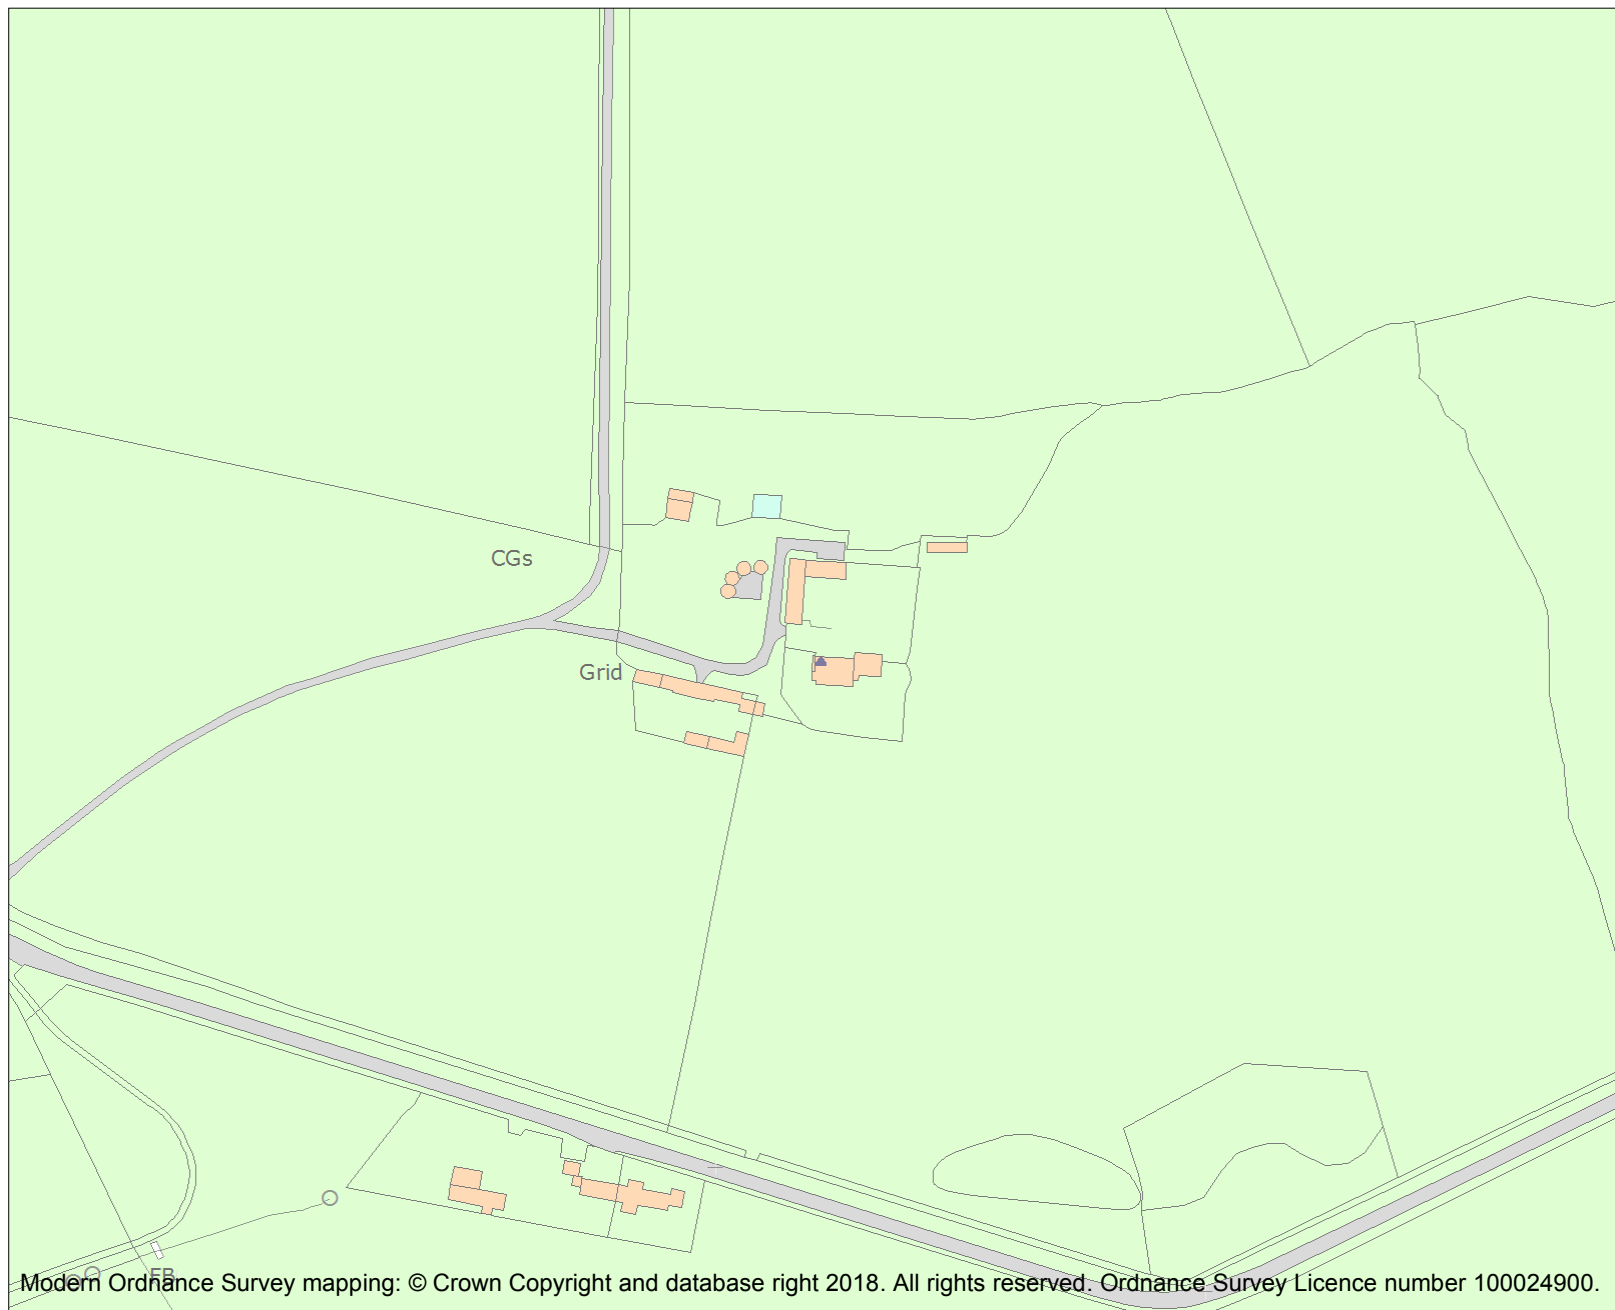 CGs
Grid
FB
Modern Ordnance Survey mapping: © Crown Copyright and database right 2018. All rights reserved. Ordnance Survey Licence number 100024900.